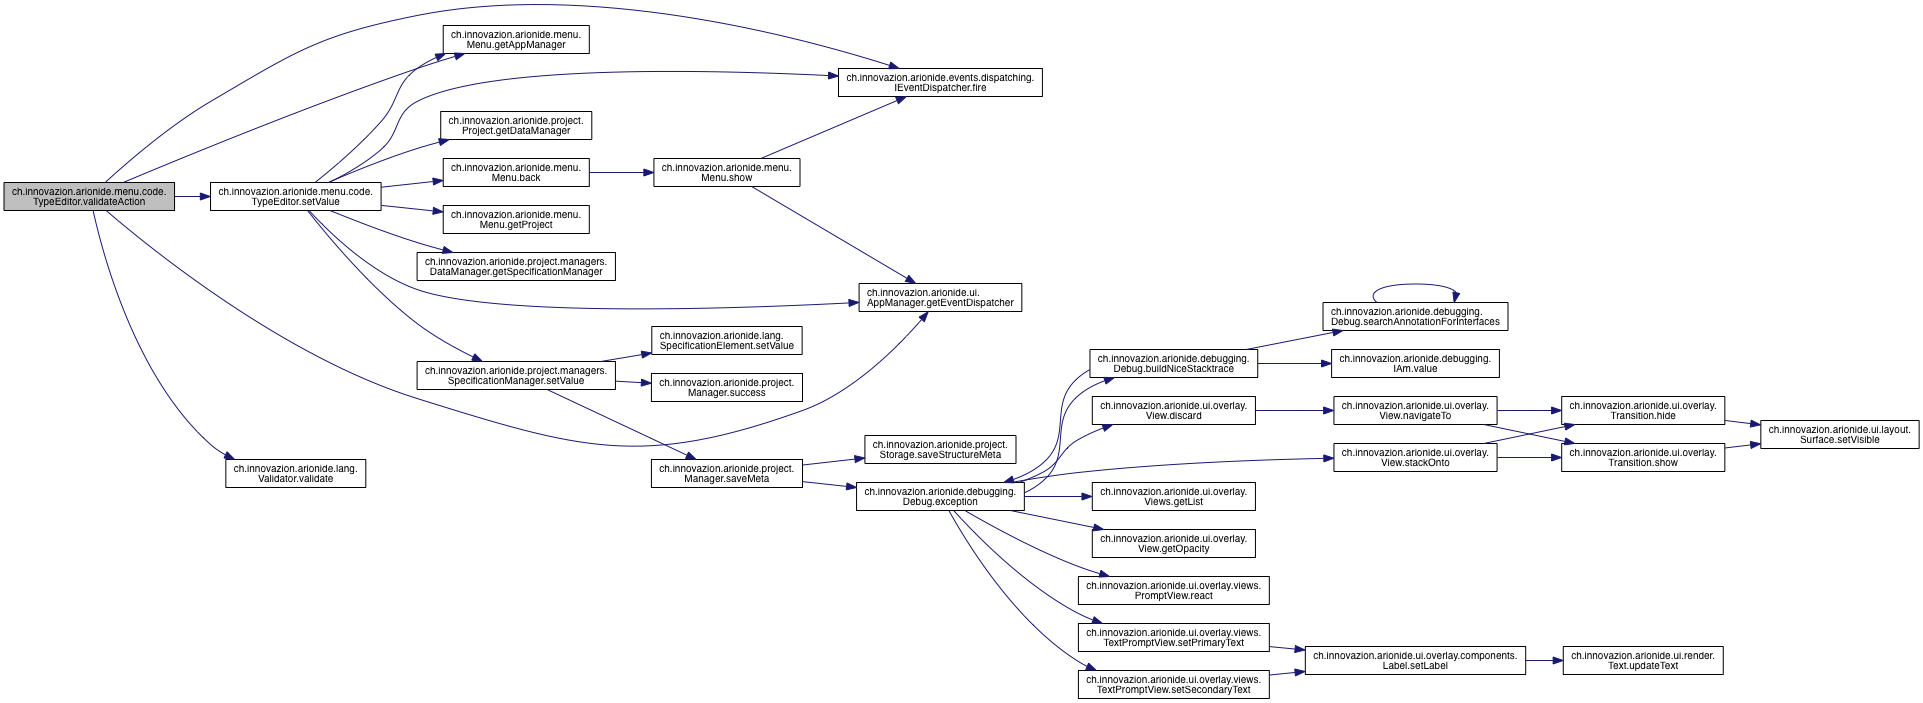 ch.innovazion.arionide.menu.code.
TypeEditor.validateAction
ch.innovazion.arionide.menu.code.
TypeEditor.setValue
ch.innovazion.arionide.lang.
Validator.validate
ch.innovazion.arionide.menu.
Menu.getAppManager
ch.innovazion.arionide.project.
Project.getDataManager
ch.innovazion.arionide.menu.
Menu.back
ch.innovazion.arionide.menu.
Menu.getProject
ch.innovazion.arionide.project.managers.
DataManager.getSpecificationManager
ch.innovazion.arionide.project.managers.
SpecificationManager.setValue
ch.innovazion.arionide.menu.
Menu.show
ch.innovazion.arionide.lang.
SpecificationElement.setValue
ch.innovazion.arionide.project.
Manager.success
ch.innovazion.arionide.project.
Manager.saveMeta
ch.innovazion.arionide.events.dispatching.
IEventDispatcher.fire
ch.innovazion.arionide.ui.
AppManager.getEventDispatcher
ch.innovazion.arionide.project.
Storage.saveStructureMeta
ch.innovazion.arionide.debugging.
Debug.exception
ch.innovazion.arionide.debugging.
Debug.buildNiceStacktrace
ch.innovazion.arionide.ui.overlay.
View.discard
ch.innovazion.arionide.ui.overlay.
Views.getList
ch.innovazion.arionide.ui.overlay.
View.getOpacity
ch.innovazion.arionide.ui.overlay.views.
PromptView.react
ch.innovazion.arionide.ui.overlay.views.
TextPromptView.setPrimaryText
ch.innovazion.arionide.ui.overlay.views.
TextPromptView.setSecondaryText
ch.innovazion.arionide.debugging.
Debug.searchAnnotationForInterfaces
ch.innovazion.arionide.debugging.
IAm.value
ch.innovazion.arionide.ui.overlay.
View.navigateTo
ch.innovazion.arionide.ui.overlay.
View.stackOnto
ch.innovazion.arionide.ui.overlay.components.
Label.setLabel
ch.innovazion.arionide.ui.overlay.
Transition.hide
ch.innovazion.arionide.ui.overlay.
Transition.show
ch.innovazion.arionide.ui.render.
Text.updateText
ch.innovazion.arionide.ui.layout.
Surface.setVisible